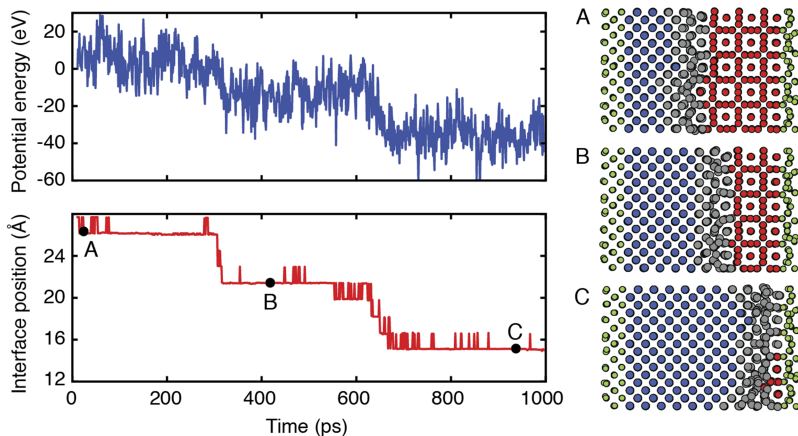 Potential energy (eV)
20
0
-20
-40
-60
Interface position (Å)
24
20
16
12
A
B
C
0
200
400
600
800
1000
Time (ps)
A
B
C